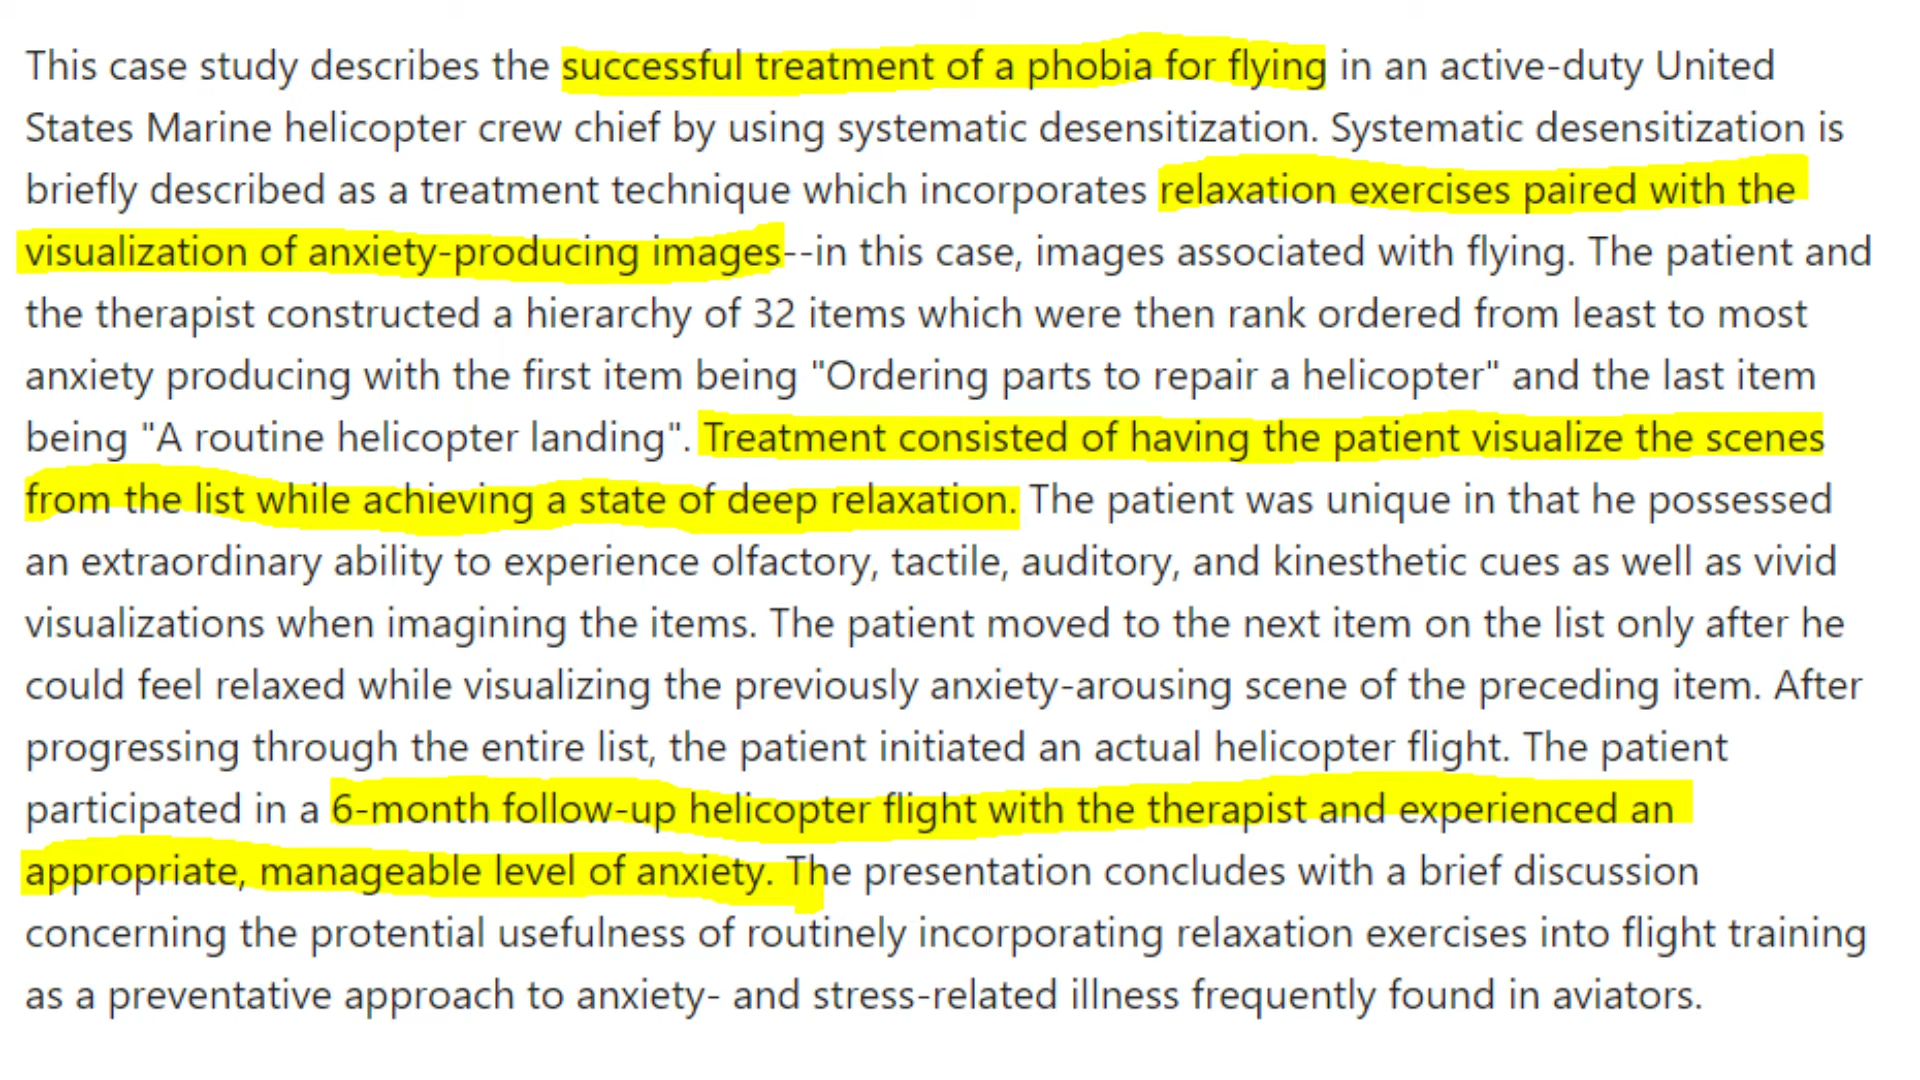 This case study describes the successful treatment of a phobia for flying in an active-duty United
States Marine helicopter crew chief by using systematic desensitization. Systematic desensitization is
briefly described as a treatment technique which incorporates relaxation exercises paired with the
visualization of anxiety-producing images--in this case, images associated with flying. The patient and
the therapist constructed a hierarchy of 32 items which were then rank ordered from least to most
anxiety producing with the first item being "Ordering parts to repair a helicopter" and the last item
being "A routine helicopter landing". Treatment consisted of having the patient visualize the scenes
from the list while achieving a state of deep relaxation. The patient was unique in that he possessed
an extraordinary ability to experience olfactory, tactile, auditory, and kinesthetic cues as well as vivid
visualizations when imagining the items. The patient moved to the next item on the list only after he
could feel relaxed while visualizing the previously anxiety-arousing scene of the preceding item. After
progressing through the entire list, the patient initiated an actual helicopter flight. The patient
participated in a 6-month follow-up helicopter flight with the therapist and experienced an
appropriate, manageable level of anxiety. The presentation concludes with a brief discussion
concerning the protential usefulness of routinely incorporating relaxation exercises into flight training
as a preventative approach to anxiety- and stress-related illness frequently found in aviators.